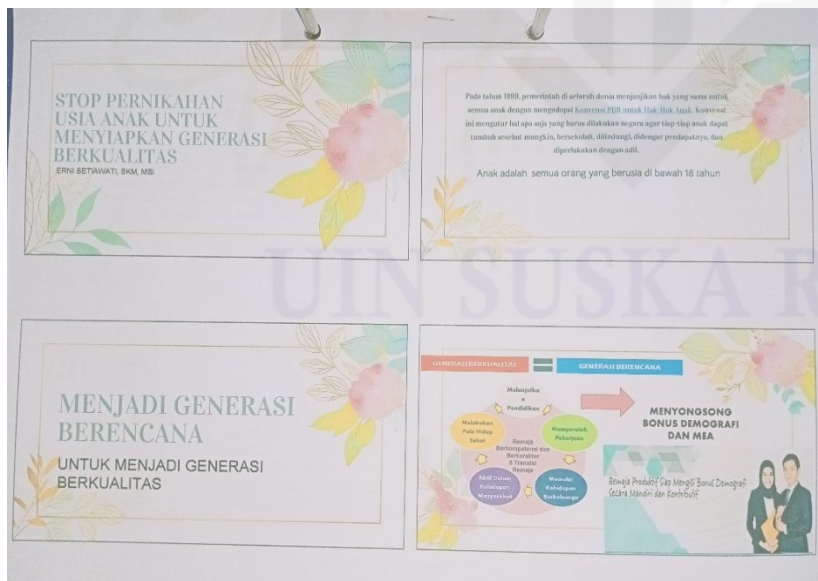 STOP PERNIKAHAN
USIA ANAK UNTUK
MENYIAPKAN GENERASI
BERKUALITAS
ERNI SETIAWATI, SKM, MSI
Pada tahun 1989, pemerintah di seluruh dunia menjanjikan hak yang sama untuk
semua anak dengan mengadopsi Konvensi PBB untuk Hak Hak Anak. Konvensi
ini mengatur hal apa saja yang harus dilakukan negara agar tiap-tiap anak dapat
tumbuh sesehat mungkin, bersekolah, dilindungi, didengar pendapatnya, dan
diperlakukan dengan adil.
Anak adalah semua orang yang berusia di bawah 18 tahun
UIN SUSKA R
MENJADI GENERASI
BERENCANA
UNTUK MENJADI GENERASI
BERKUALITAS
GENERASI BERKUALITAS
GENERASI BERENCANA
Melanjutka
n
Pendidikan
Melakukan
Pola Hidup
Sehat
Memperoleh
Pekerjaan
Remaja
Berkompetensi dan
Berkarakter
5 Transisi
Remaja
Aktif Dalam
Kehidupan
Masyarakat
Memulai
Kehidupan
Berkeluarga
MENYONGSONG
BONUS DEMOGRAFI
DAN MEA
Remaja Produktif Siap Mengisi Bonus Demografi
Secara Mandiri dan Kontributif